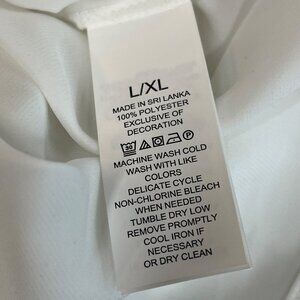 L/XL
MADE IN SRI LANKA
100% POLYESTER
EXCLUSIVE OF
DECORATION
30
MACHINE WASH COLD
WASH WITH LIKE
COLORS
DELICATE CYCLE
NON-CHLORINE BLEACH
WHEN NEEDED
TUMBLE DRY LOW
REMOVE PROMPTLY
COOL IRON IF
NECESSARY
OR DRY CLEAN